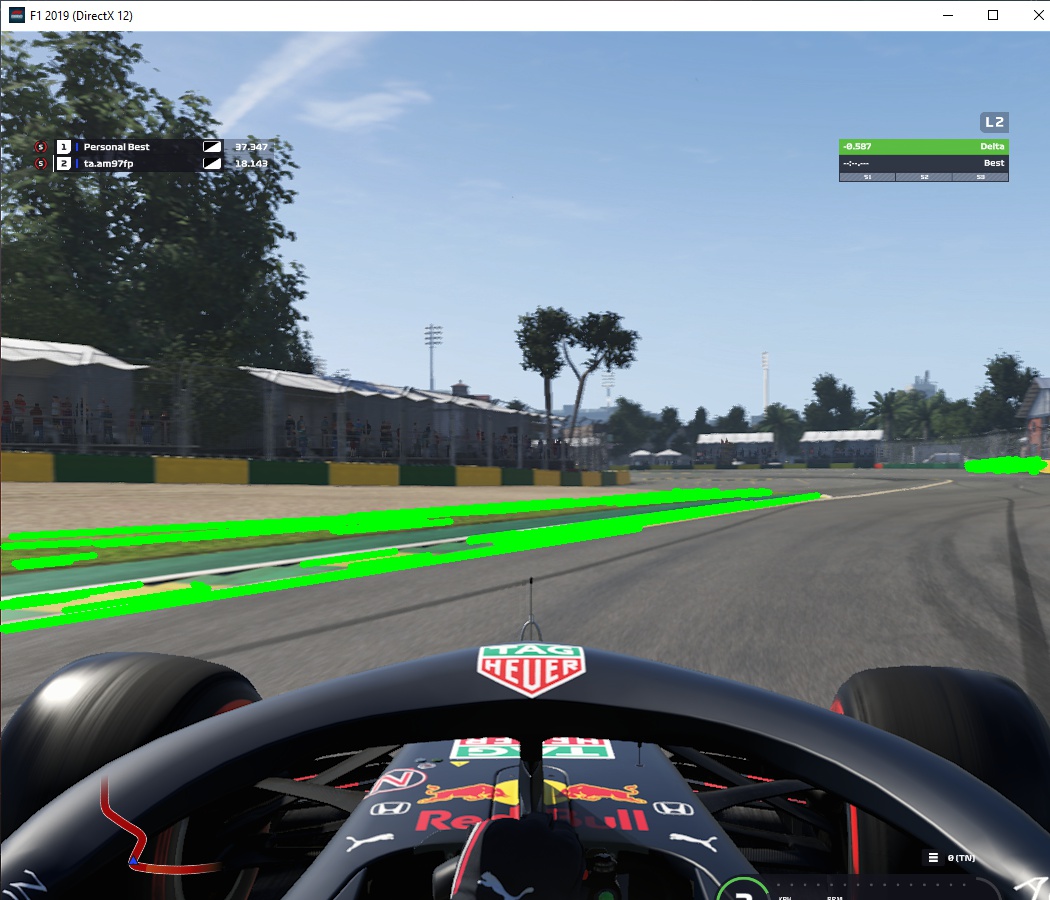 F1 2019 (DirectX 12)
L2
1 Personal Best 37.347
2 ta.am97fp 18.143
-0.587 Delta
--:--.--- Best
S1 S2 S3
TAG
HEUER
TAG
Red Bull
0 (TN)